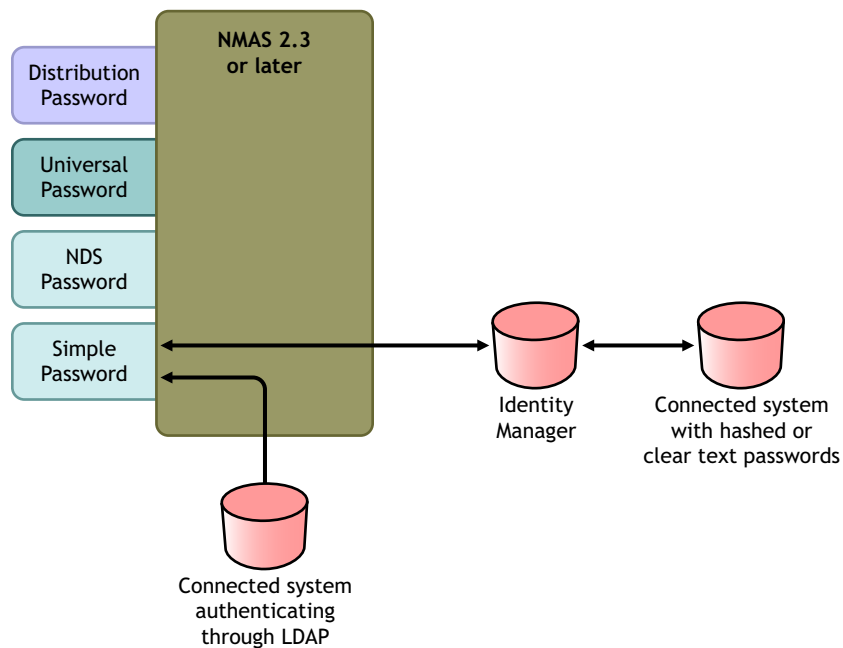 NMAS 2.3
or later
Distribution
Password
Universal
Password
NDS
Password
Simple
Password
Identity
Manager
Connected system
with hashed or
clear text passwords
Connected system
authenticating
through LDAP